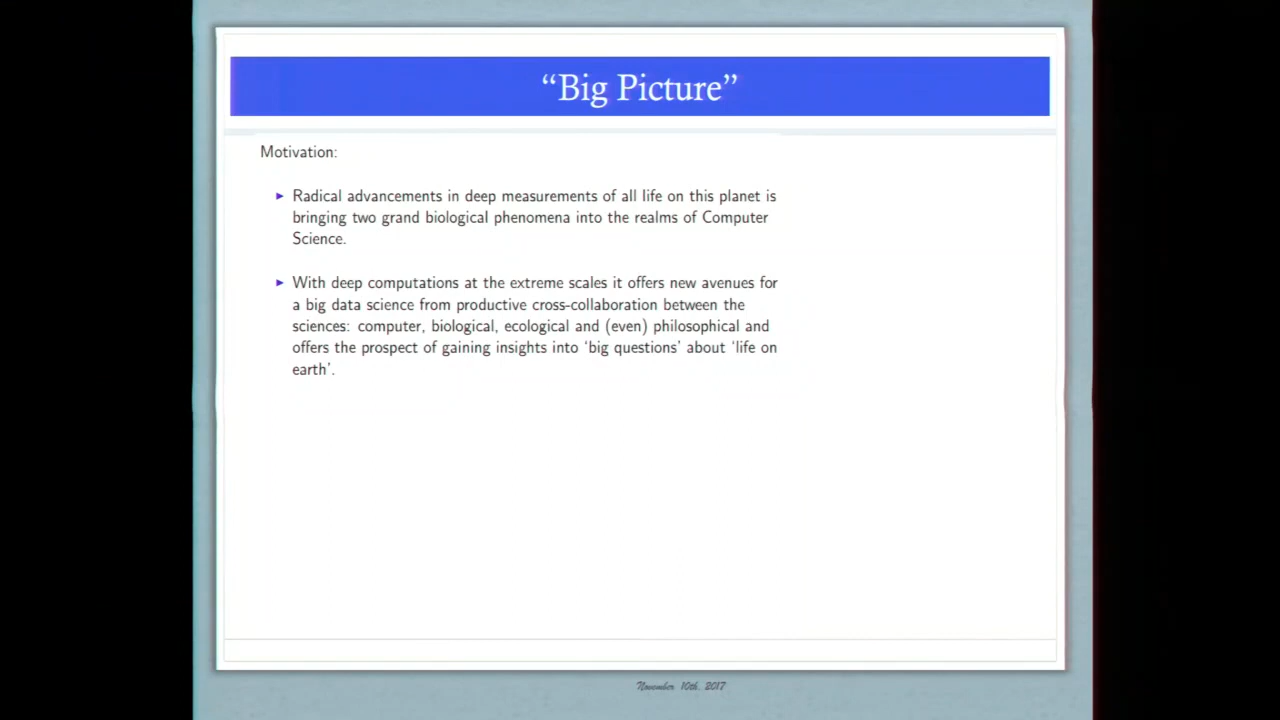 “Big Picture”
Motivation:
Radical advancements in deep measurements of all life on this planet is
bringing two grand biological phenomena into the realms of Computer
Science.
With deep computations at the extreme scales it offers new avenues for
a big data science from productive cross-collaboration between the
sciences: computer, biological, ecological and (even) philosophical and
offers the prospect of gaining insights into ‘big questions’ about ‘life on
earth’.
November 10th, 2017